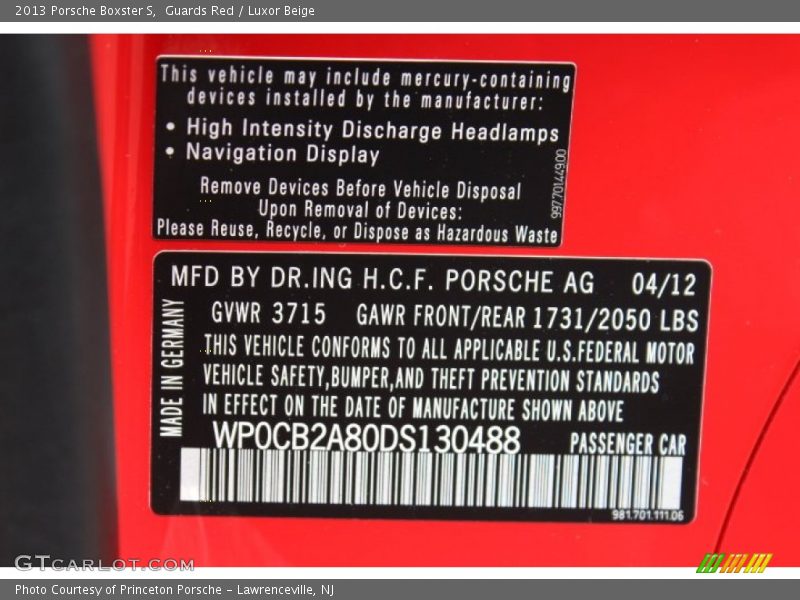 2013 Porsche Boxster S,  Guards Red / Luxor Beige
This vehicle may include mercury-containing
devices installed by the manufacturer:
• High Intensity Discharge Headlamps
• Navigation Display
Remove Devices Before Vehicle Disposal
Upon Removal of Devices:
Please Reuse, Recycle, or Dispose as Hazardous Waste
997.701.449.00
MFD BY DR.ING H.C.F. PORSCHE AG 04/12
GVWR 3715 GAWR FRONT/REAR 1731/2050 LBS
THIS VEHICLE CONFORMS TO ALL APPLICABLE U.S.FEDERAL MOTOR
VEHICLE SAFETY,BUMPER,AND THEFT PREVENTION STANDARDS
IN EFFECT ON THE DATE OF MANUFACTURE SHOWN ABOVE
WP0CB2A80DS130488 PASSENGER CAR
MADE IN GERMANY
981.701.111.06
GTCARLOT.COM
Photo Courtesy of Princeton Porsche - Lawrenceville, NJ